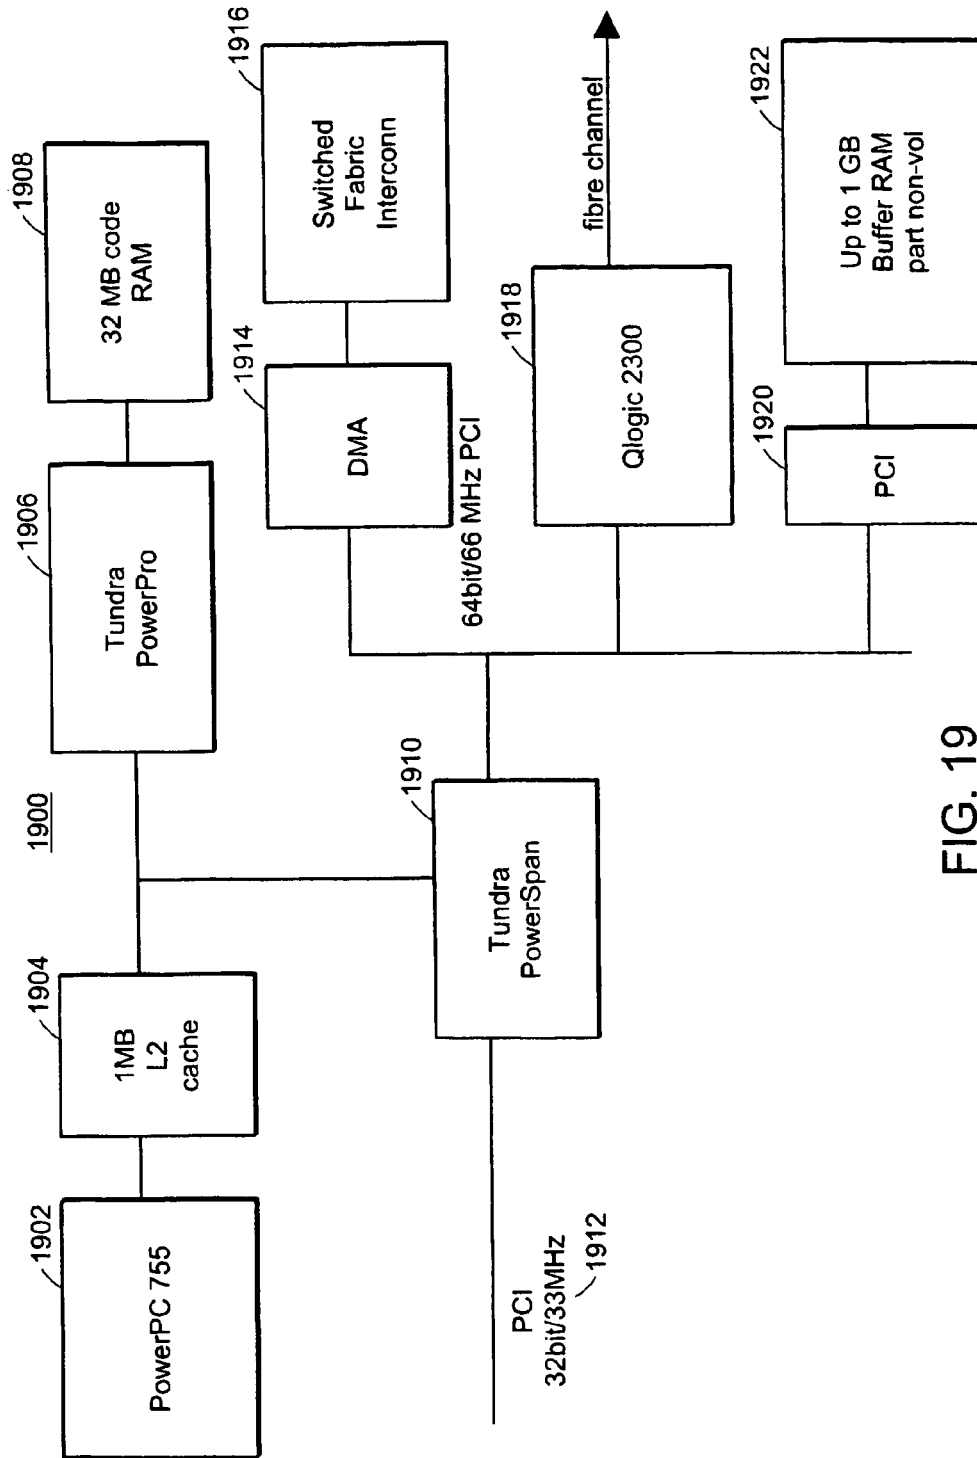 1900
1902
PowerPC 755
1904
1MB
L2
cache
1906
Tundra
PowerPro
1908
32 MB code
RAM
PCI
32bit/33MHz
1912
1910
Tundra
PowerSpan
64bit/66 MHz PCI
1914
DMA
1916
Switched
Fabric
Interconn
1918
Qlogic 2300
fibre channel
1920
PCI
1922
Up to 1 GB
Buffer RAM
part non-vol
FIG. 19